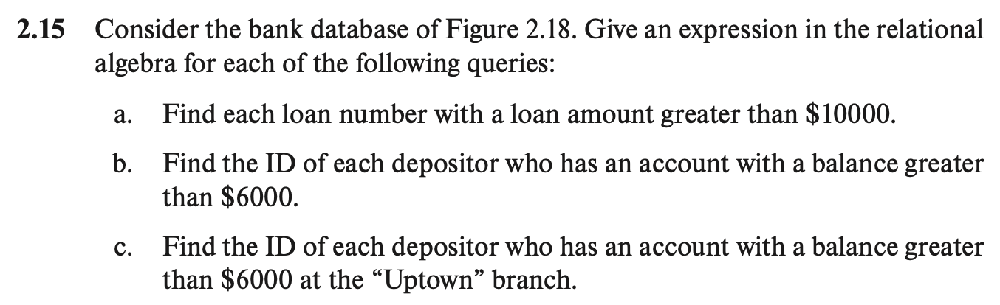 2.15 Consider the bank database of Figure 2.18. Give an expression in the relational
algebra for each of the following queries:
a. Find each loan number with a loan amount greater than $10000.
b. Find the ID of each depositor who has an account with a balance greater
than $6000.
c. Find the ID of each depositor who has an account with a balance greater
than $6000 at the “Uptown” branch.